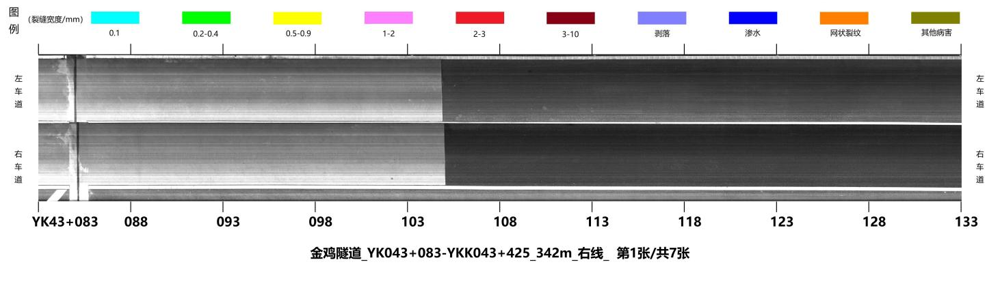 图例
(裂缝宽度/mm)
0.1 0.2-0.4 0.5-0.9 1-2 2-3 3-10 剥落 渗水 网状裂纹 其他病害
左车道 左车道
右车道 右车道
YK43+083 088 093 098 103 108 113 118 123 128 133
金鸡隧道_YK043+083-YKK043+425_342m_右线_ 第1张/共7张